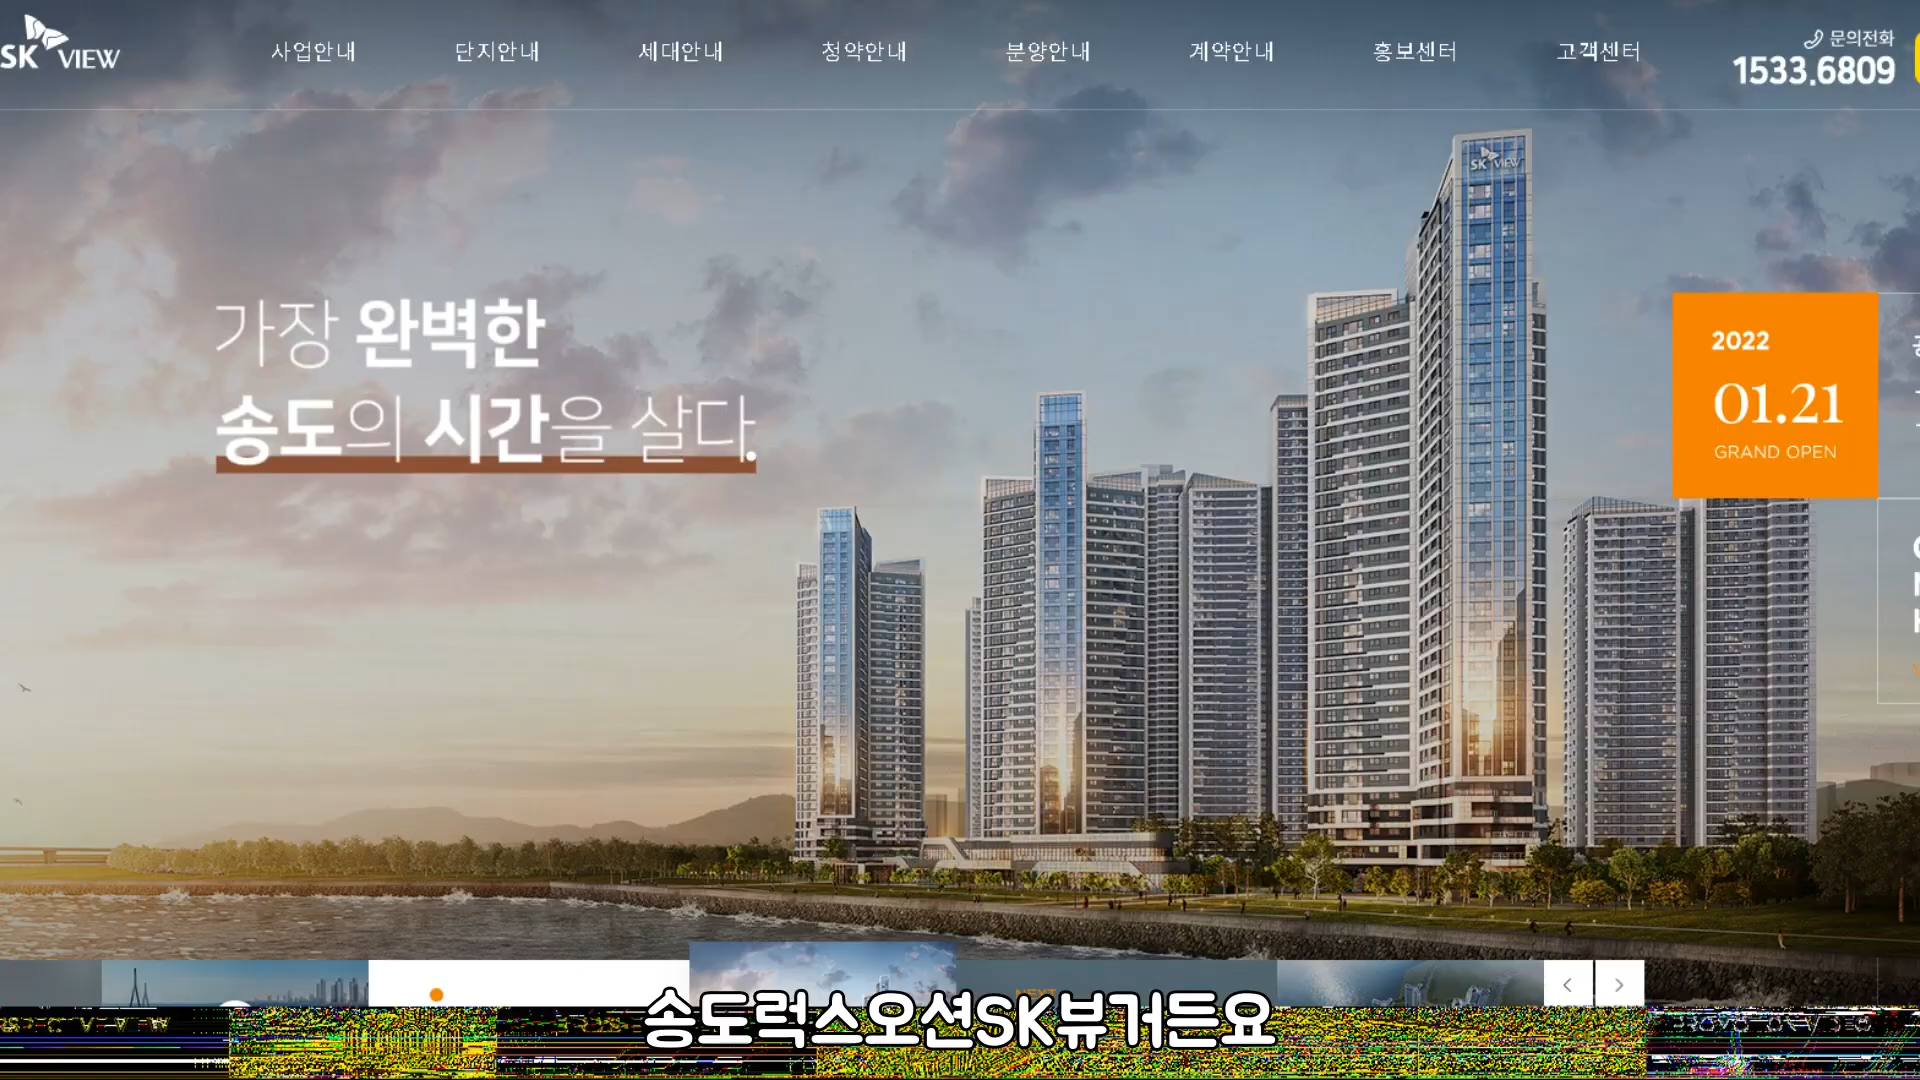 SK VIEW
사업안내 단지안내 세대안내 청약안내 분양안내 계약안내 홍보센터 고객센터
문의전화
1533.6809
SK VIEW
가장 완벽한
송도의 시간을 살다.
2022
01.21
GRAND OPEN
NEXT
송도럭스오션SK뷰거든요